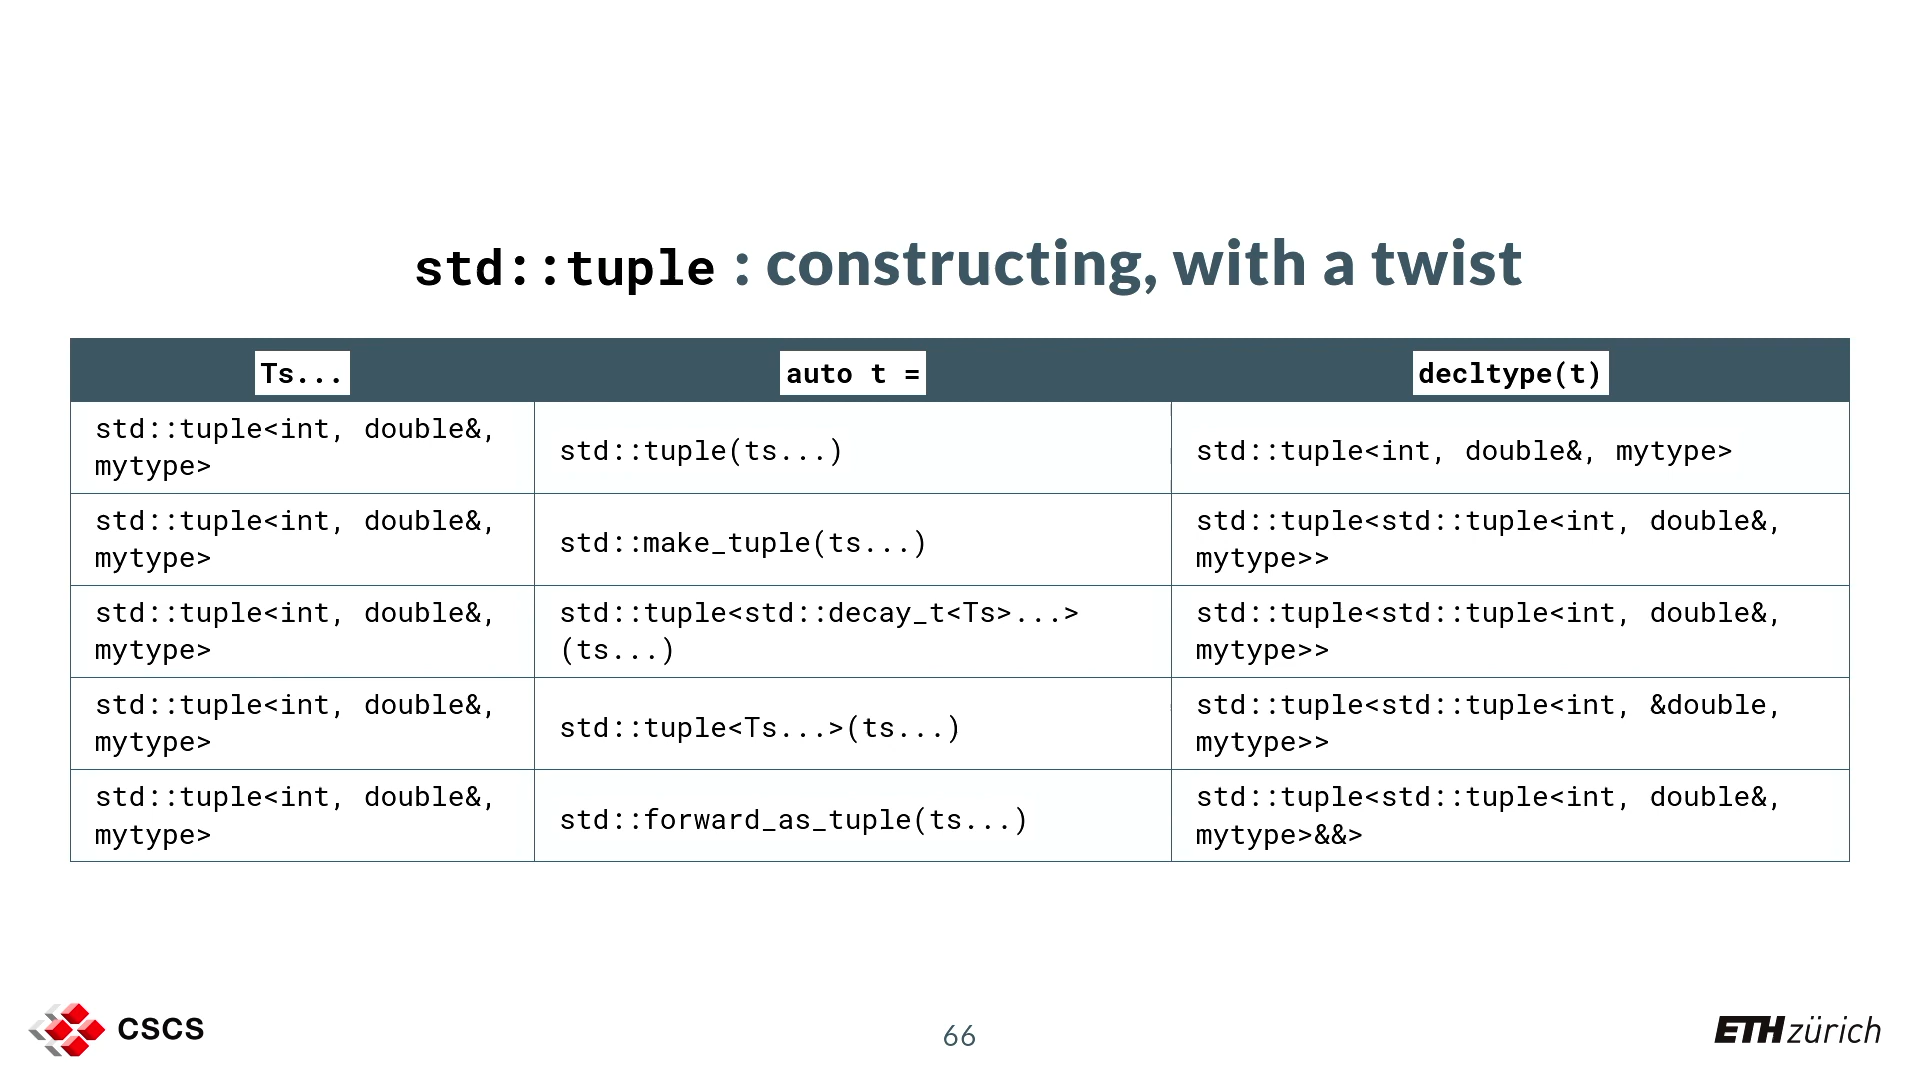 std::tuple : constructing, with a twist
Ts...
auto t =
decltype(t)
std::tuple<int, double&,
mytype>
std::tuple(ts...)
std::tuple<int, double&, mytype>
std::tuple<int, double&,
mytype>
std::make_tuple(ts...)
std::tuple<std::tuple<int, double&,
mytype>>
std::tuple<int, double&,
mytype>
std::tuple<std::decay_t<Ts>...>
(ts...)
std::tuple<std::tuple<int, double&,
mytype>>
std::tuple<int, double&,
mytype>
std::tuple<Ts...>(ts...)
std::tuple<std::tuple<int, &double,
mytype>>
std::tuple<int, double&,
mytype>
std::forward_as_tuple(ts...)
std::tuple<std::tuple<int, double&,
mytype>&&>
CSCS
66
ETH zürich